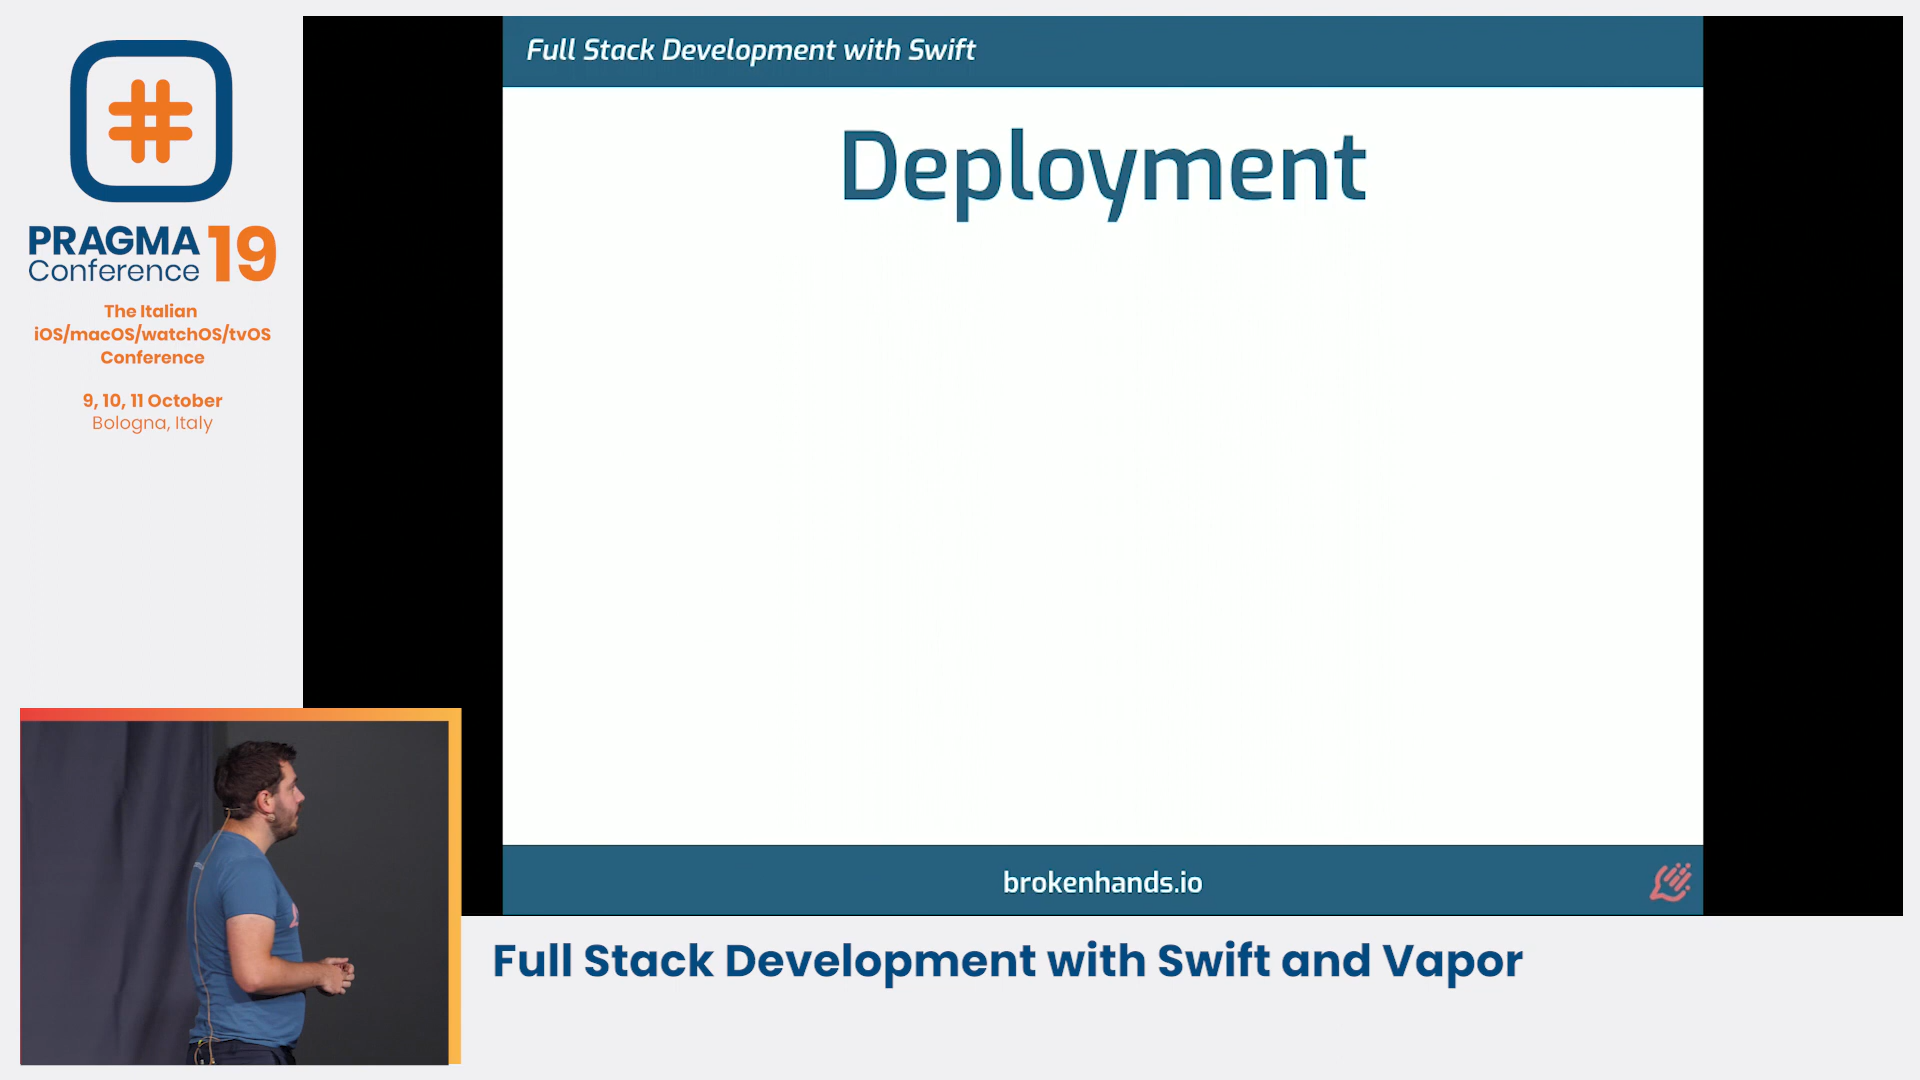 PRAGMA 19
Conference
The Italian
iOS/macOS/watchOS/tvOS
Conference
9, 10, 11 October
Bologna, Italy
Full Stack Development with Swift
Deployment
brokenhands.io
Full Stack Development with Swift and Vapor